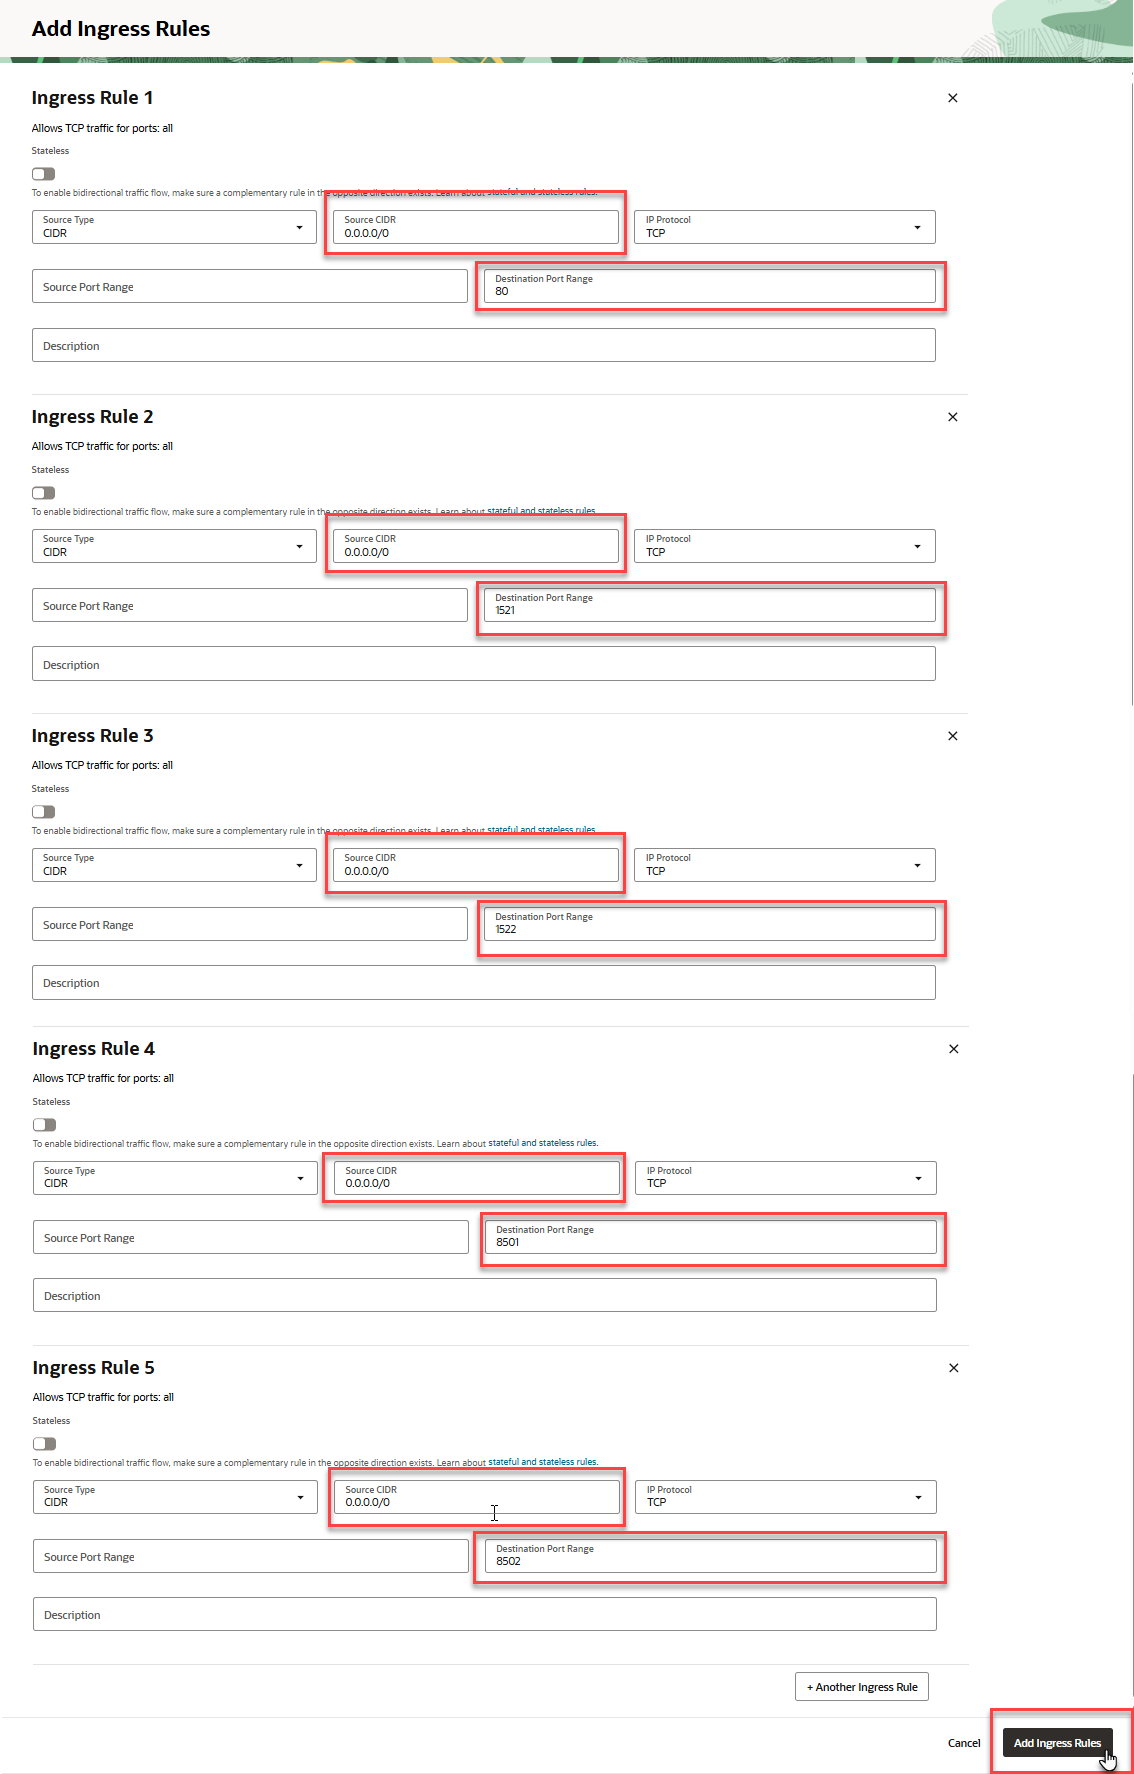 Add Ingress Rules
Ingress Rule 1
Allows TCP traffic for ports: all
Stateless
To enable bidirectional traffic flow, make sure a complementary rule in the opposite direction exists. Learn about stateful and stateless rules.
Source Type
CIDR
Source CIDR
0.0.0.0/0
IP Protocol
TCP
Source Port Range
Destination Port Range
80
Description
Ingress Rule 2
Allows TCP traffic for ports: all
Stateless
To enable bidirectional traffic flow, make sure a complementary rule in the opposite direction exists. Learn about stateful and stateless rules.
Source Type
CIDR
Source CIDR
0.0.0.0/0
IP Protocol
TCP
Source Port Range
Destination Port Range
1521
Description
Ingress Rule 3
Allows TCP traffic for ports: all
Stateless
To enable bidirectional traffic flow, make sure a complementary rule in the opposite direction exists. Learn about stateful and stateless rules.
Source Type
CIDR
Source CIDR
0.0.0.0/0
IP Protocol
TCP
Source Port Range
Destination Port Range
1522
Description
Ingress Rule 4
Allows TCP traffic for ports: all
Stateless
To enable bidirectional traffic flow, make sure a complementary rule in the opposite direction exists. Learn about stateful and stateless rules.
Source Type
CIDR
Source CIDR
0.0.0.0/0
IP Protocol
TCP
Source Port Range
Destination Port Range
8501
Description
Ingress Rule 5
Allows TCP traffic for ports: all
Stateless
To enable bidirectional traffic flow, make sure a complementary rule in the opposite direction exists. Learn about stateful and stateless rules.
Source Type
CIDR
Source CIDR
0.0.0.0/0
IP Protocol
TCP
Source Port Range
Destination Port Range
8502
Description
+ Another Ingress Rule
Cancel
Add Ingress Rules